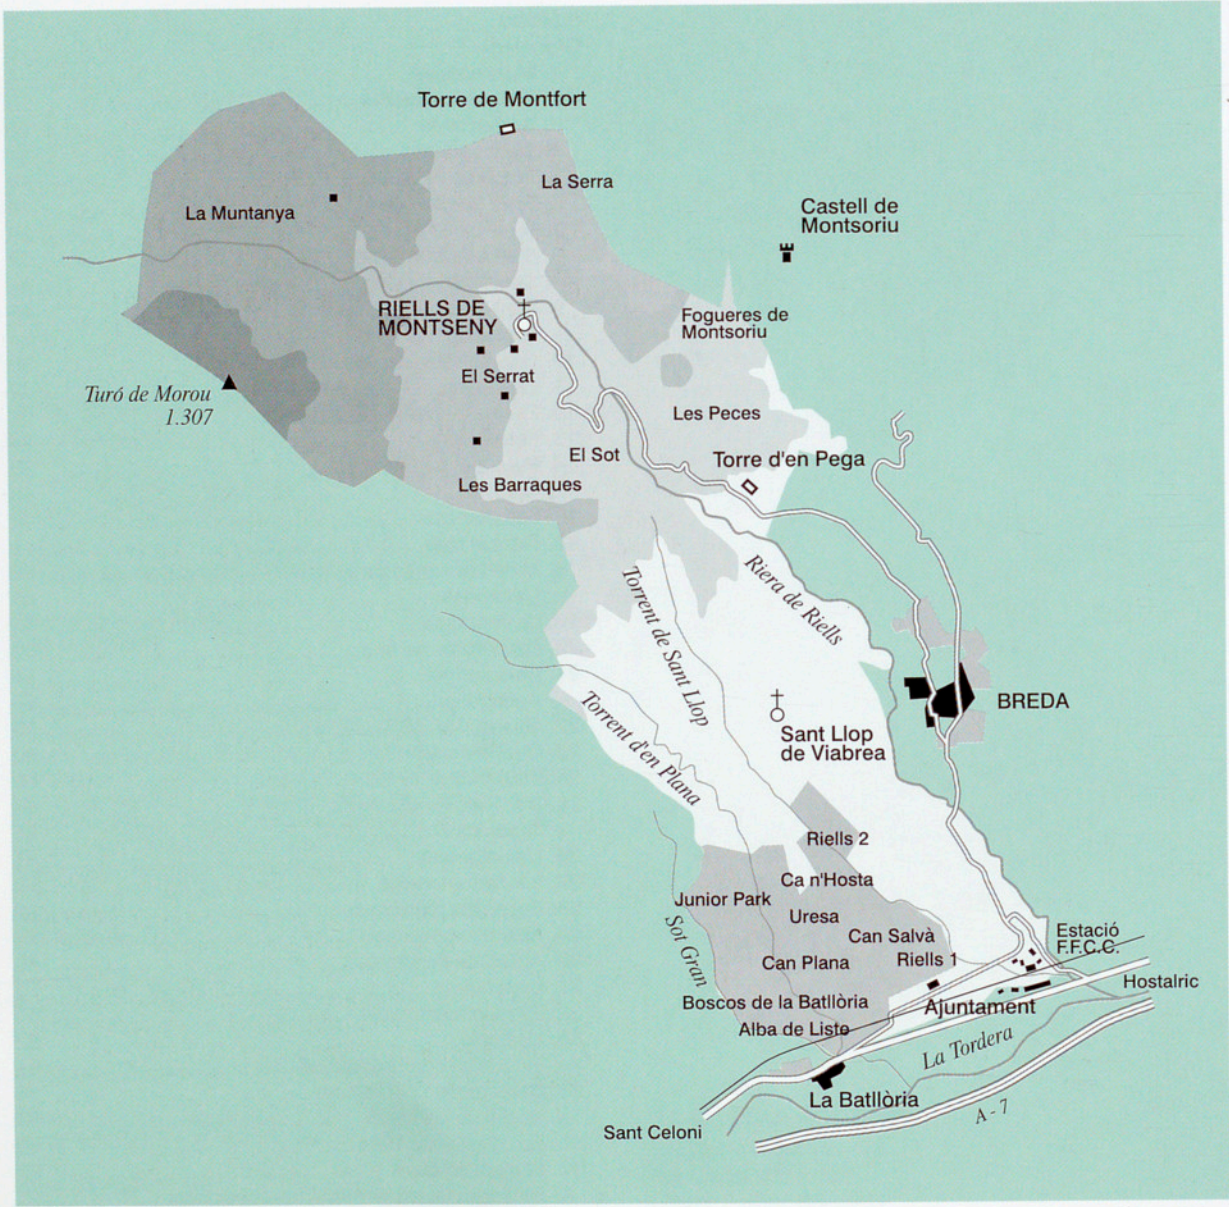 Torre de Montfort
La Serra
La Muntanya
Castell de
Montsoriu
RIELLS DE
MONTSENY
Fogueres de
Montsoriu
El Serrat
Turó de Morou
1.307
Les Peces
El Sot
Torre d'en Pega
Les Barraques
Riera de Riells
Torrent de Sant Llop
Torrent d'en Plana
BREDA
Sant Llop
de Viabrea
Riells 2
Ca n'Hosta
Junior Park
Uresa
Sot Gran
Can Salvà
Estació
F.F.C.C.
Can Plana
Riells 1
Hostalric
Boscos de la Batllòria
Ajuntament
Alba de Liste
La Tordera
La Batllòria
A - 7
Sant Celoni